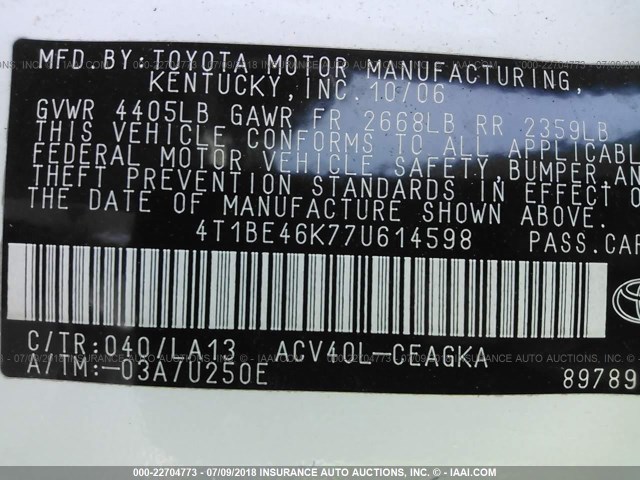 MFD. BY: TOYOTA MOTOR MANUFACTURING,
KENTUCKY, INC. 10/06
GVWR 4405LB GAWR FR 2668LB RR 2359LB
THIS VEHICLE CONFORMS TO ALL APPLICABL
FEDERAL MOTOR VEHICLE SAFETY, BUMPER AN
THEFT PREVENTION STANDARDS IN EFFECT O
THE DATE OF MANUFACTURE SHOWN ABOVE.
4T1BE46K77U614598 PASS. CAR
C/TR: 040/LA13 ACV40L-CEAGKA
A/TM: -03A/U250E
89789
000-22704773 - 07/09/2018 INSURANCE AUTO AUCTIONS, INC. - IAAI.COM